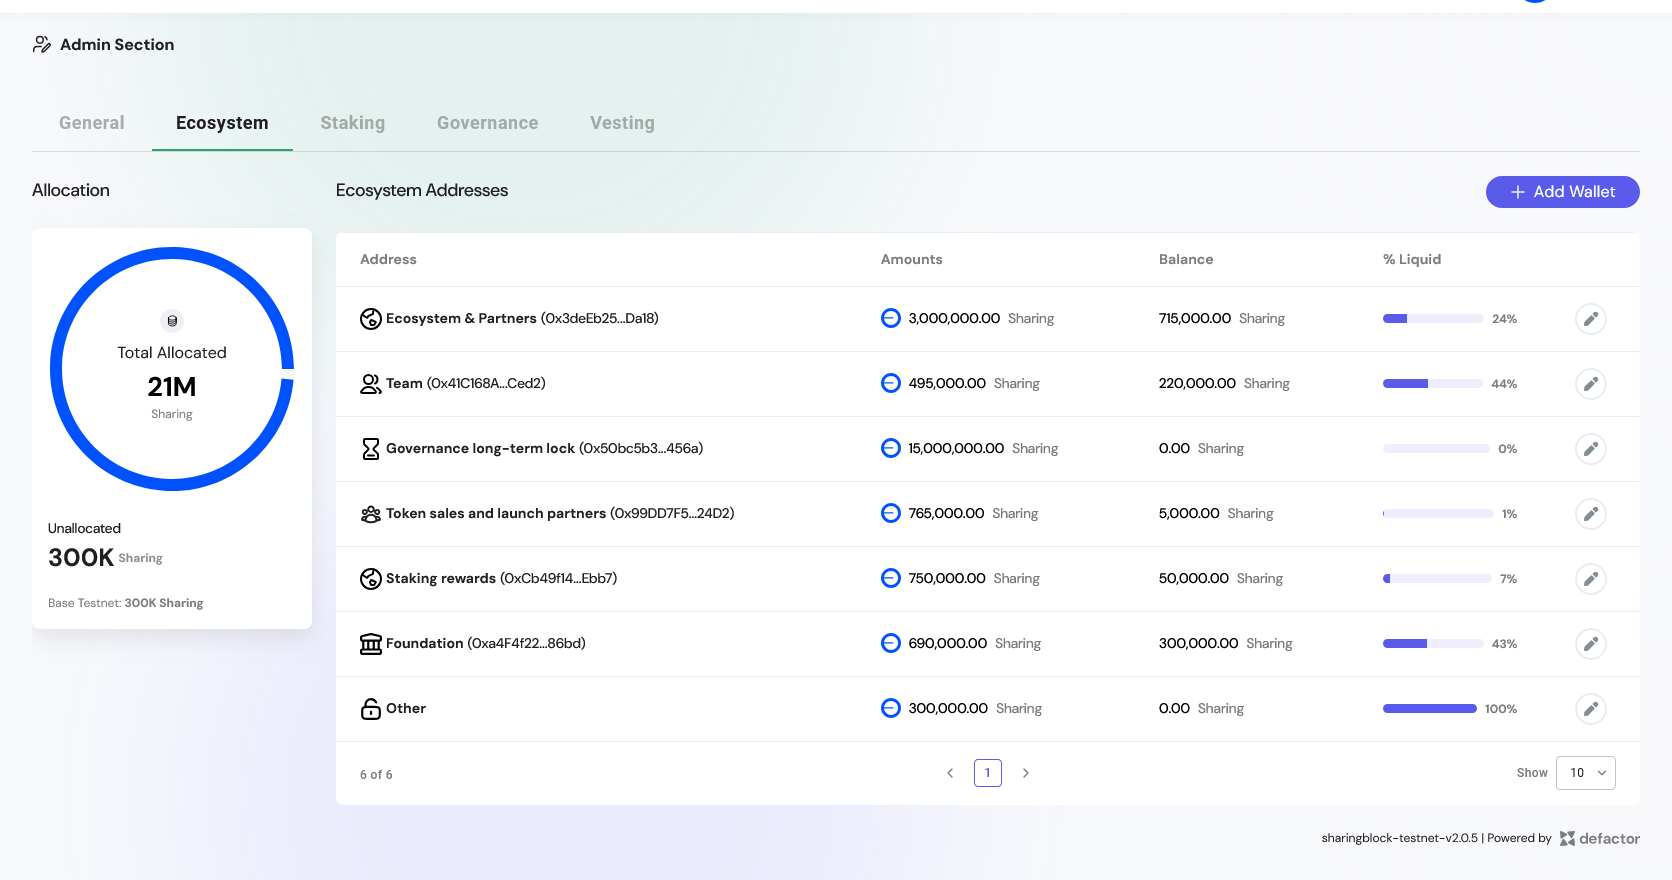 Admin Section
General Ecosystem Staking Governance Vesting
Allocation
Total Allocated
21M
Sharing
Unallocated
300K Sharing
Base Testnet: 300K Sharing
Ecosystem Addresses
+ Add Wallet
Address Amounts Balance % Liquid
Ecosystem & Partners (0x3deEb25...Da18) 3,000,000.00 Sharing 715,000.00 Sharing 24%
Team (0x41C168A...Ced2) 495,000.00 Sharing 220,000.00 Sharing 44%
Governance long-term lock (0x50bc5b3...456a) 15,000,000.00 Sharing 0.00 Sharing 0%
Token sales and launch partners (0x99DD7F5...24D2) 765,000.00 Sharing 5,000.00 Sharing 1%
Staking rewards (0xCb49f14...Ebb7) 750,000.00 Sharing 50,000.00 Sharing 7%
Foundation (0xa4F4f22...86bd) 690,000.00 Sharing 300,000.00 Sharing 43%
Other 300,000.00 Sharing 0.00 Sharing 100%
6 of 6 1 Show 10
sharingblock-testnet-v2.0.5 | Powered by defactor